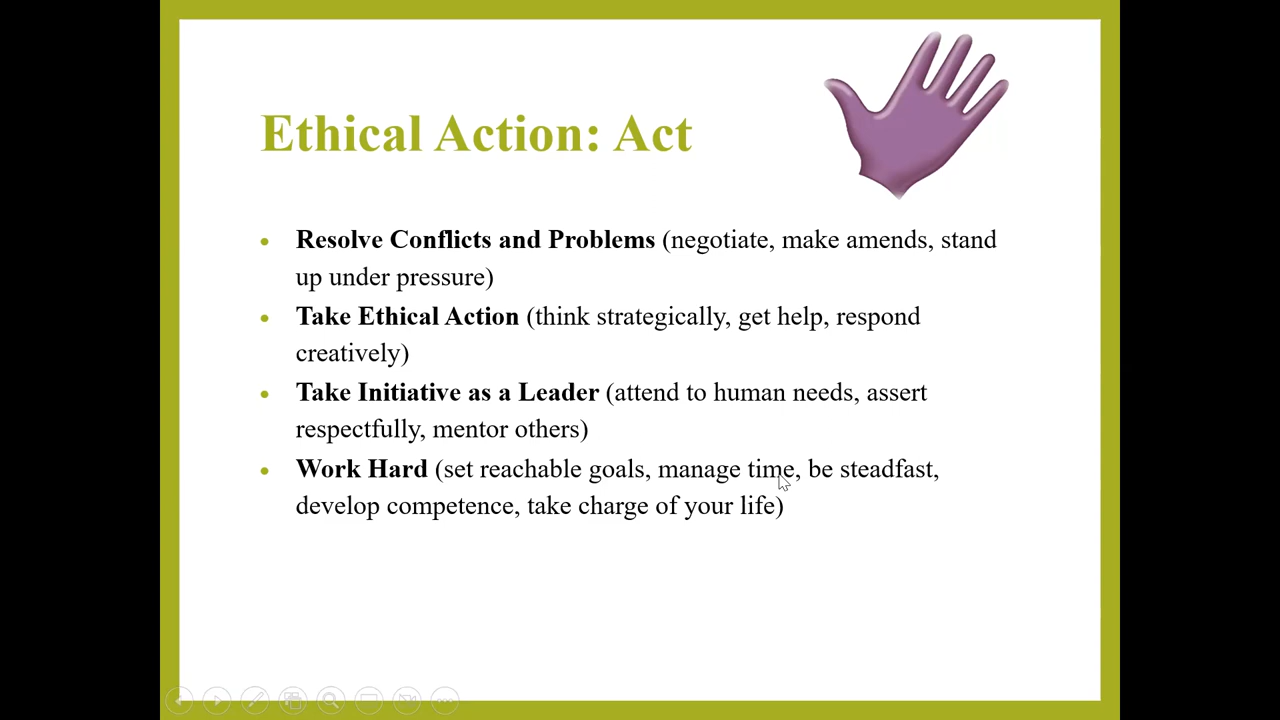 Ethical Action: Act
• Resolve Conflicts and Problems (negotiate, make amends, stand
up under pressure)
• Take Ethical Action (think strategically, get help, respond
creatively)
• Take Initiative as a Leader (attend to human needs, assert
respectfully, mentor others)
• Work Hard (set reachable goals, manage time, be steadfast,
develop competence, take charge of your life)